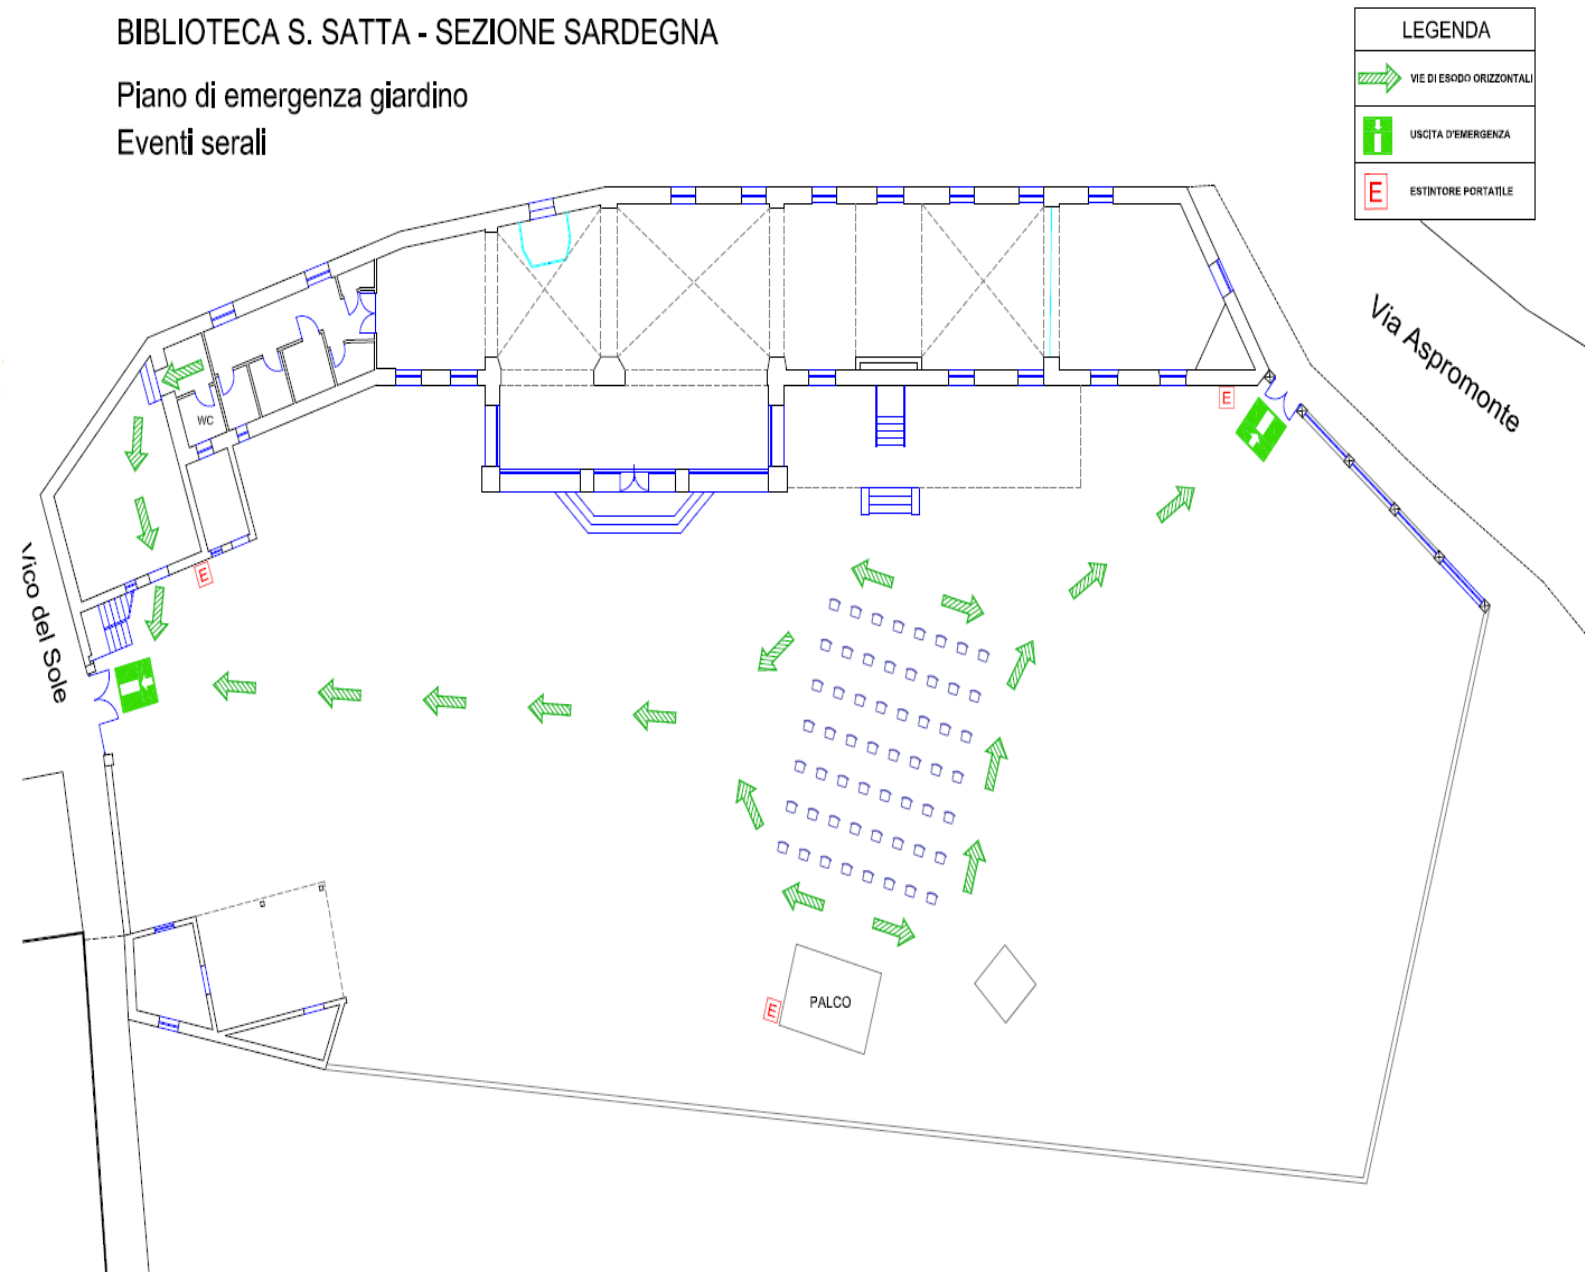 BIBLIOTECA S. SATTA - SEZIONE SARDEGNA
Piano di emergenza giardino
Eventi serali
LEGENDA
VIE DI ESODO ORIZZONTALI
USCITA D'EMERGENZA
E
ESTINTORE PORTATILE
Via Aspromonte
E
WC
E
Vico del Sole
PALCO
E